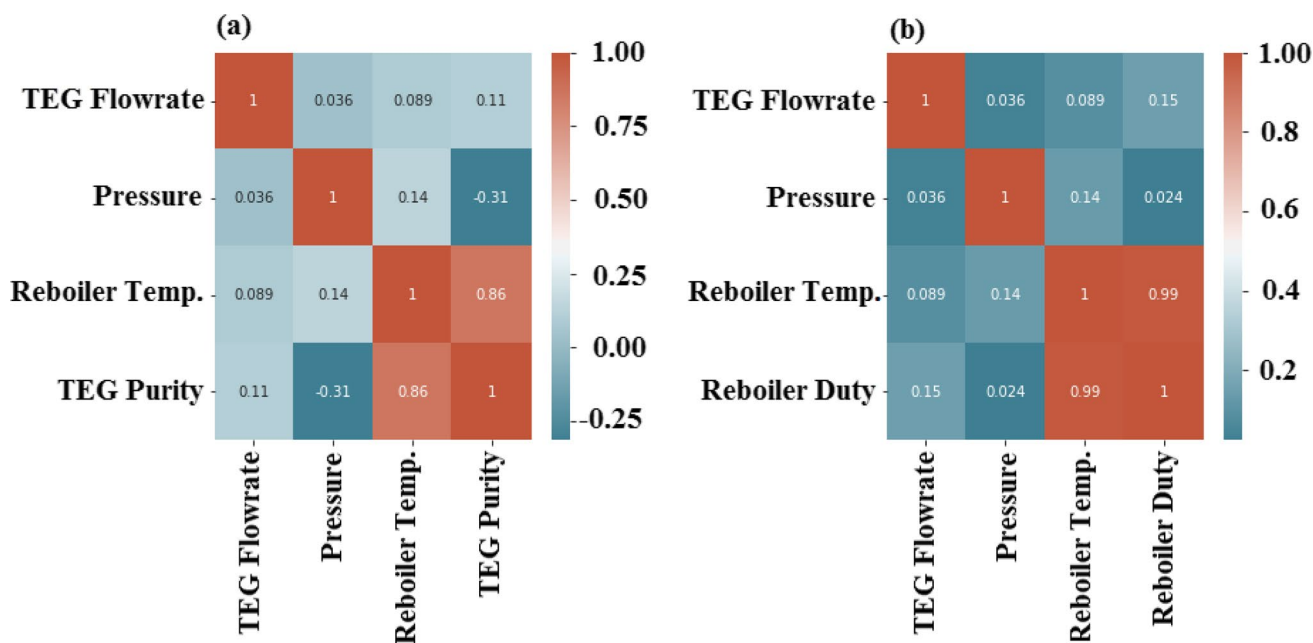 (a)
TEG Flowrate 1 0.036 0.089 0.11
Pressure 0.036 1 0.14 -0.31
Reboiler Temp. 0.089 0.14 1 0.86
TEG Purity 0.11 -0.31 0.86 1
TEG Flowrate
Pressure
Reboiler Temp.
TEG Purity
1.00
0.75
0.50
0.25
0.00
-0.25
(b)
TEG Flowrate 1 0.036 0.089 0.15
Pressure 0.036 1 0.14 0.024
Reboiler Temp. 0.089 0.14 1 0.99
Reboiler Duty 0.15 0.024 0.99 1
TEG Flowrate
Pressure
Reboiler Temp.
Reboiler Duty
1.00
0.8
0.6
0.4
0.2